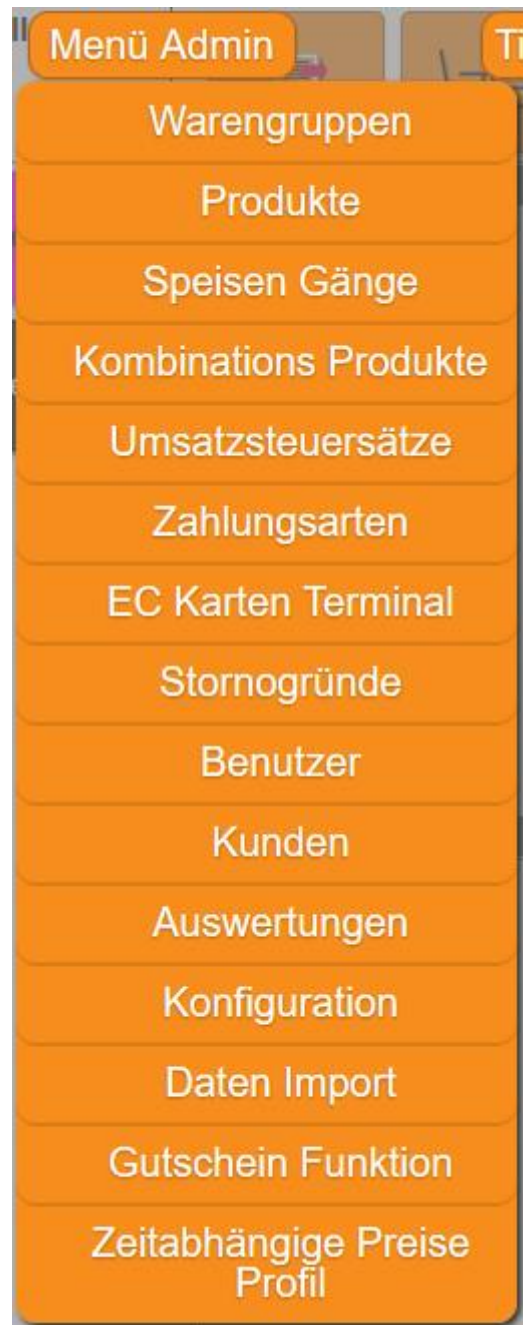 Menü Admin
Warengruppen
Produkte
Speisen Gänge
Kombinations Produkte
Umsatzsteuersätze
Zahlungsarten
EC Karten Terminal
Stornogründe
Benutzer
Kunden
Auswertungen
Konfiguration
Daten Import
Gutschein Funktion
Zeitabhängige Preise
Profil